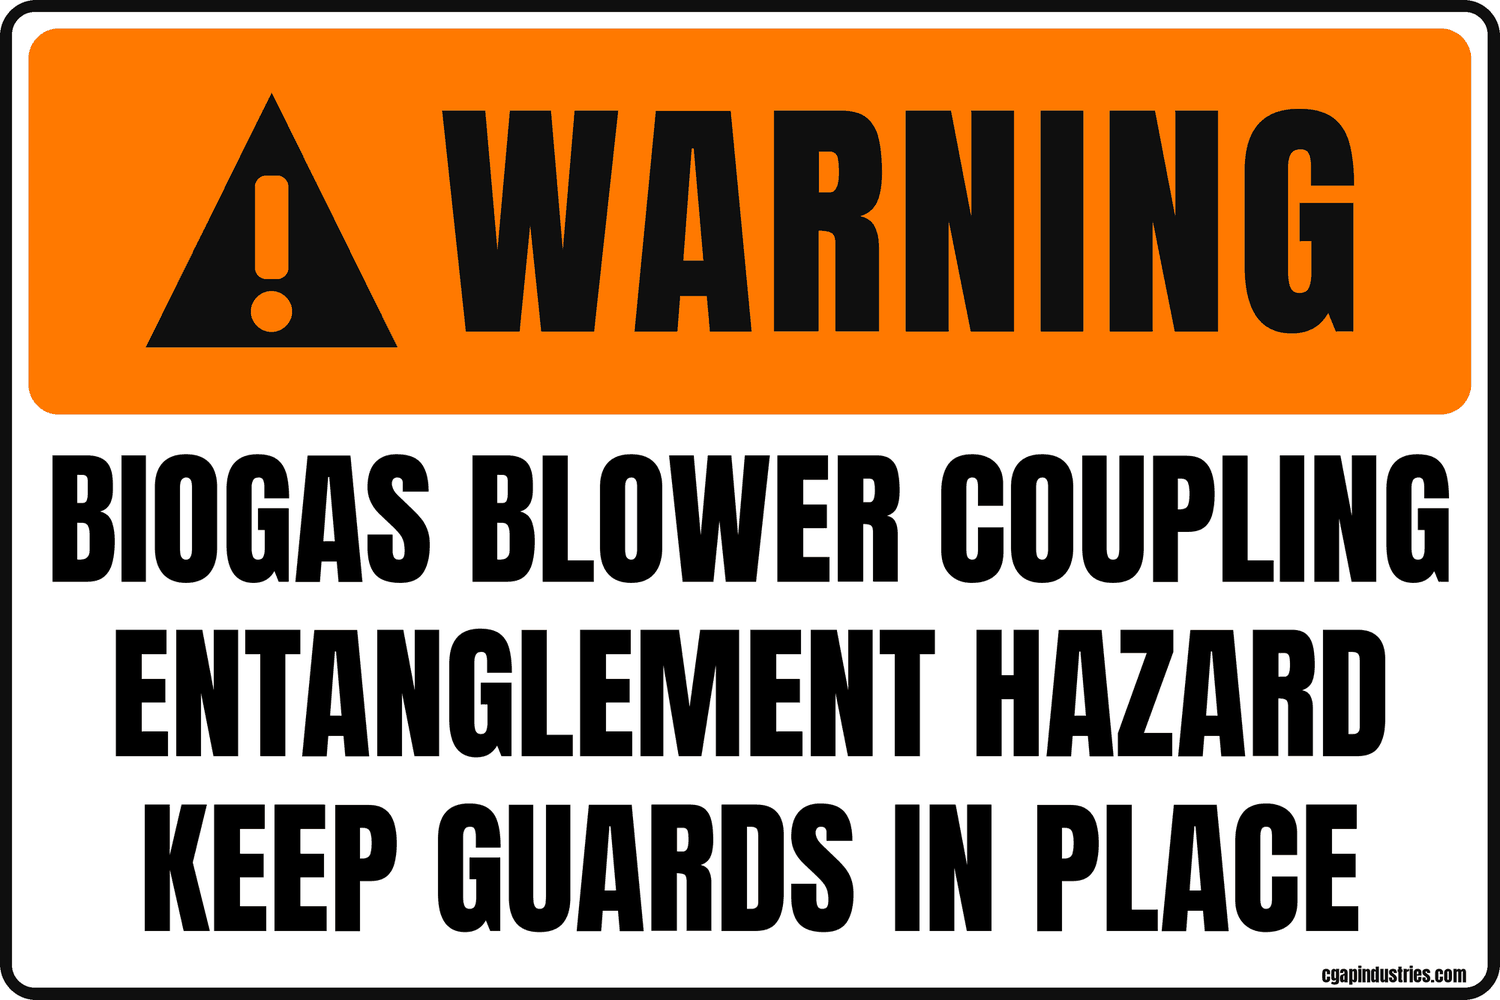 WARNING
BIOGAS BLOWER COUPLING
ENTANGLEMENT HAZARD
KEEP GUARDS IN PLACE
cgapindustries.com